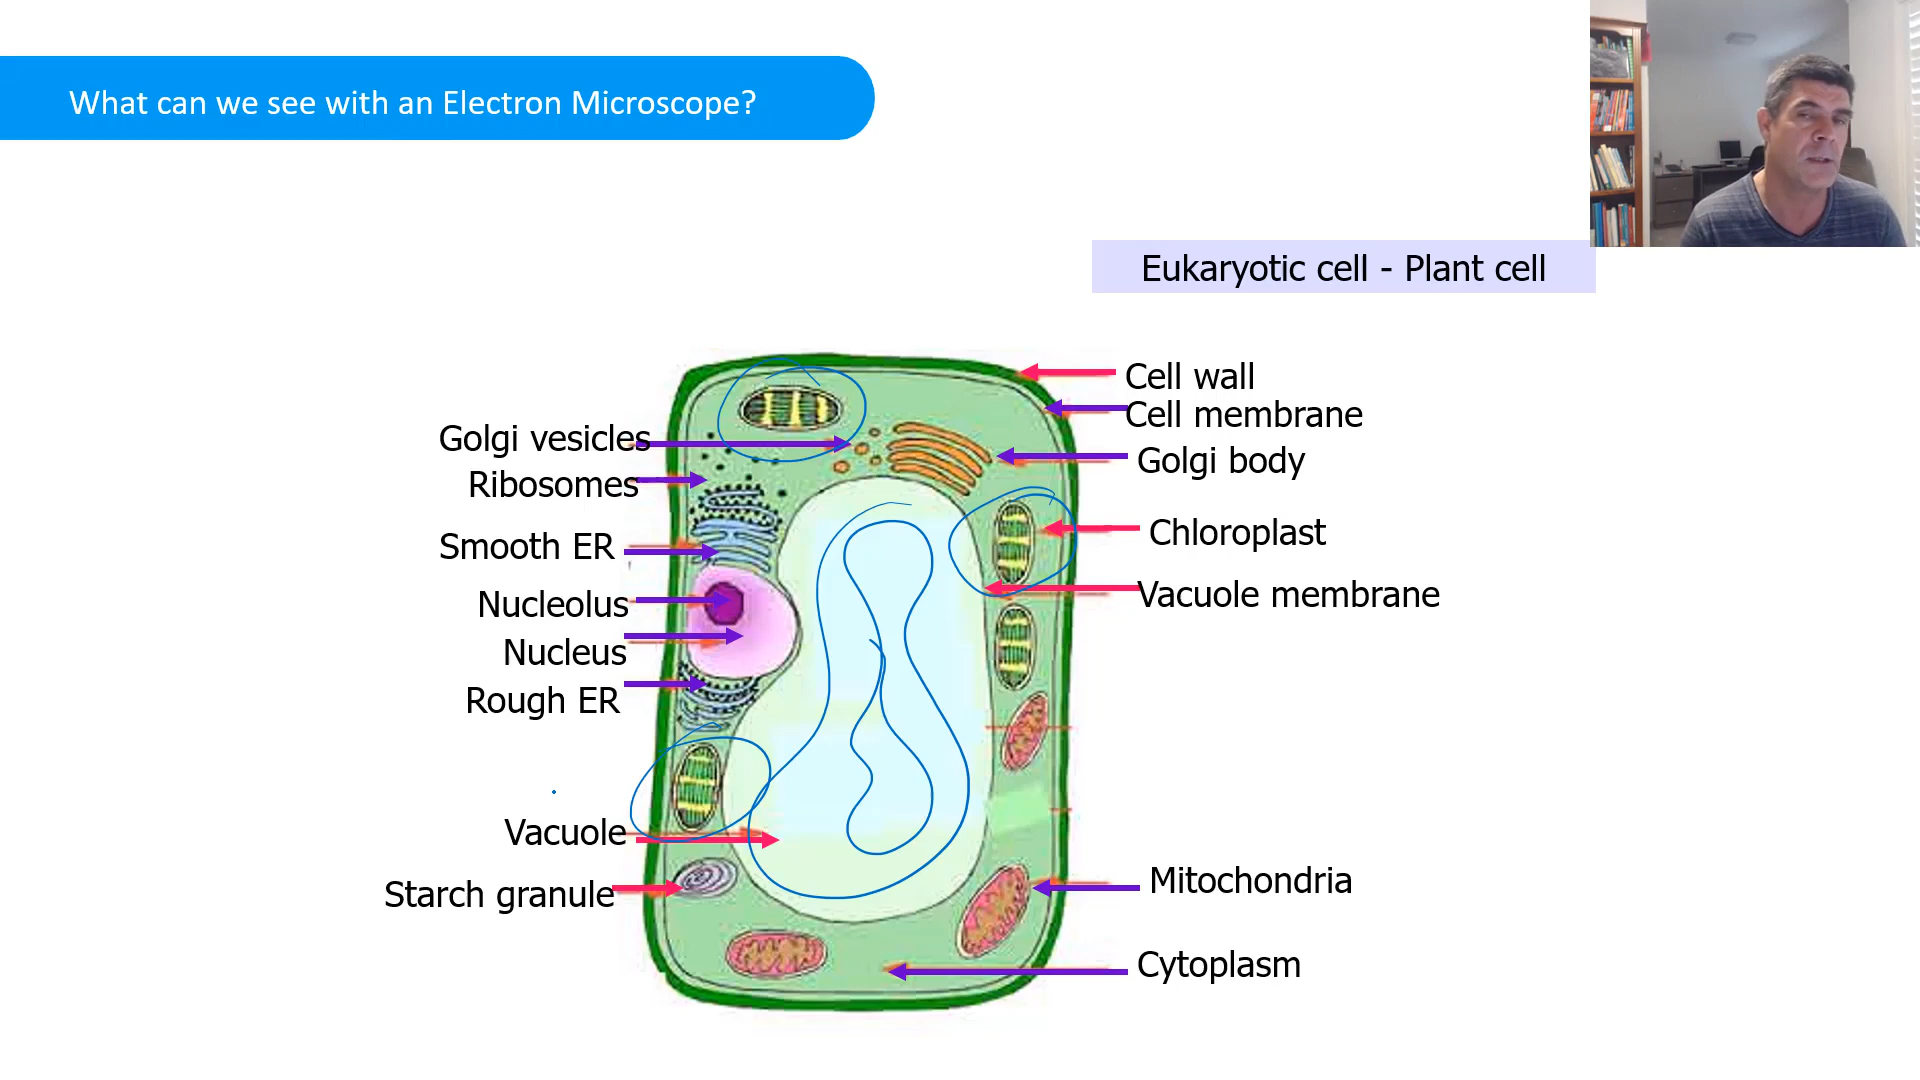 What can we see with an Electron Microscope?
Eukaryotic cell - Plant cell
Cell wall
Cell membrane
Golgi vesicles
Golgi body
Ribosomes
Chloroplast
Smooth ER
Vacuole membrane
Nucleolus
Nucleus
Rough ER
Vacuole
Mitochondria
Starch granule
Cytoplasm